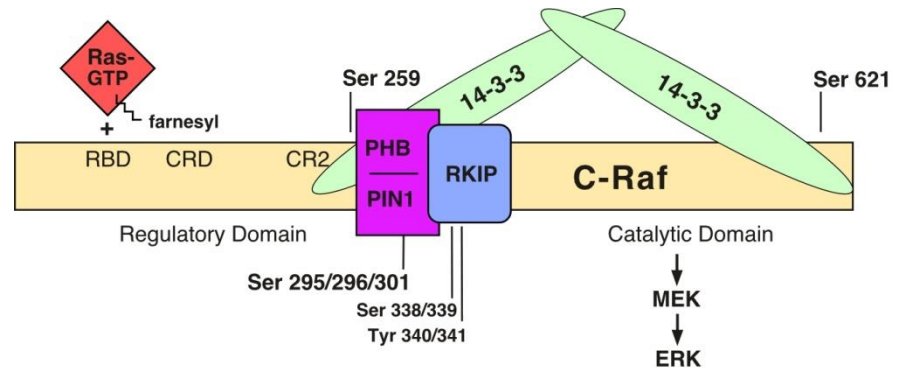 Ras-
GTP
farnesyl
+
Ser 259
14-3-3
14-3-3
Ser 621
RBD
CRD
CR2
PHB
PIN1
RKIP
C-Raf
Regulatory Domain
Catalytic Domain
Ser 295/296/301
Ser 338/339
Tyr 340/341
MEK
ERK